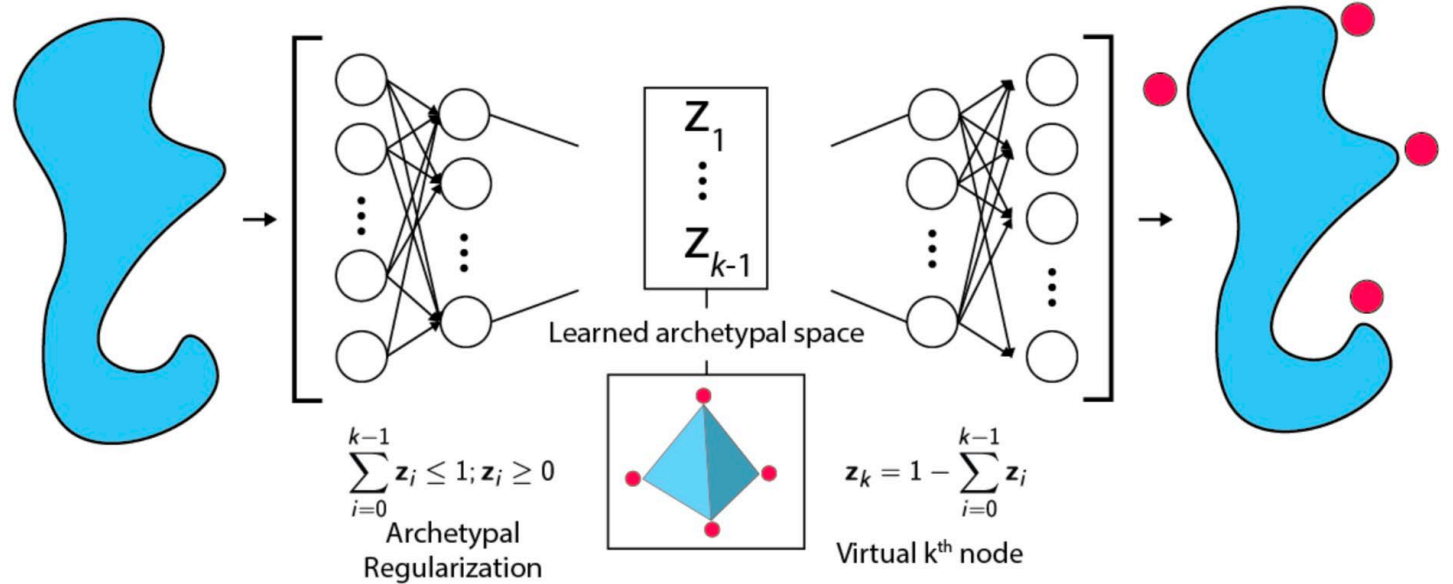 Z₁
⋮
Zₖ₋₁
Learned archetypal space
k−1
∑ zᵢ ≤ 1; zᵢ ≥ 0
i=0
Archetypal
Regularization
k−1
zₖ = 1 − ∑ zᵢ
i=0
Virtual kᵗʰ node